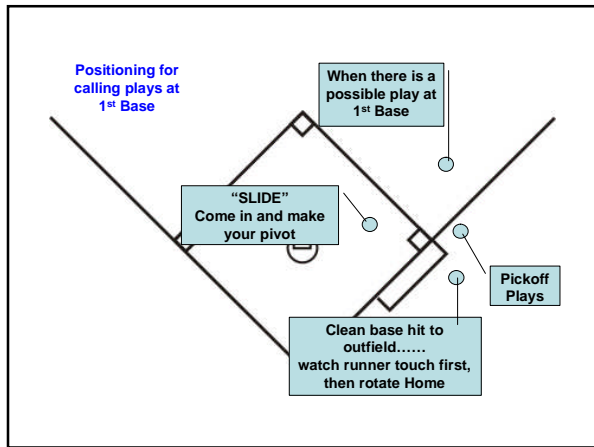 Positioning for
calling plays at
1st Base
When there is a
possible play at
1st Base
“SLIDE”
Come in and make
your pivot
Pickoff
Plays
Clean base hit to
outfield……
watch runner touch first,
then rotate Home